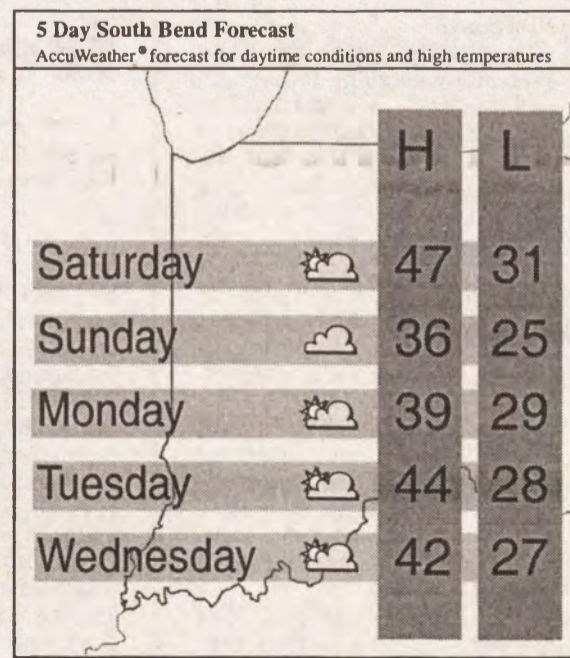 5 Day South Bend Forecast
AccuWeather® forecast for daytime conditions and high temperatures
H L
Saturday 47 31
Sunday 36 25
Monday 39 29
Tuesday 44 28
Wednesday 42 27